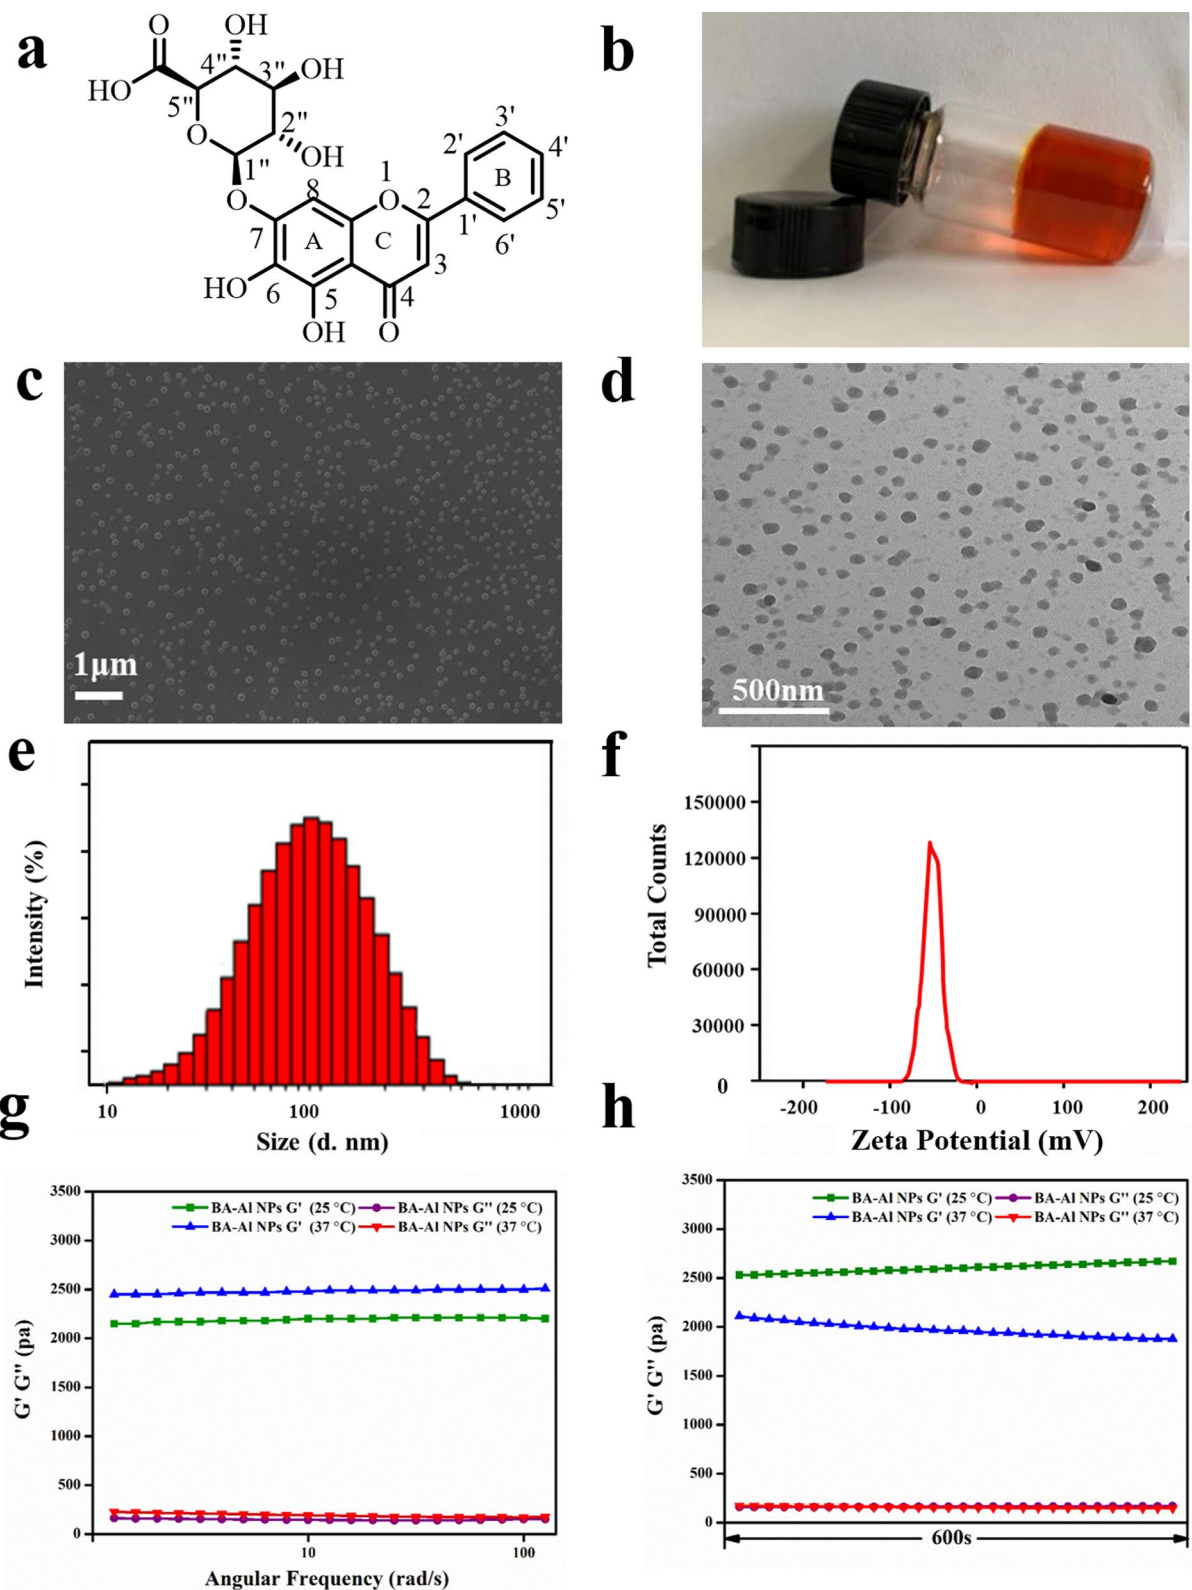 a
O
OH
HO
4"
3"
OH
5"
O
2"
OH
1"
O
8
O
1
2
2'
3'
4'
B
5'
6'
1'
7
A
C
3
HO
6
5
4
OH
O
b
c
1μm
d
500nm
e
Intensity (%)
10
100
1000
Size (d. nm)
f
Total Counts
150000
120000
90000
60000
30000
0
-200
-100
0
100
200
Zeta Potential (mV)
g
G' G" (pa)
3500
3000
2500
2000
1500
1000
500
0
BA-Al NPs G' (25 °C)
BA-Al NPs G" (25 °C)
BA-Al NPs G' (37 °C)
BA-Al NPs G" (37 °C)
10
100
Angular Frequency (rad/s)
h
G' G" (pa)
3500
3000
2500
2000
1500
1000
500
0
BA-Al NPs G' (25 °C)
BA-Al NPs G" (25 °C)
BA-Al NPs G' (37 °C)
BA-Al NPs G" (37 °C)
600s